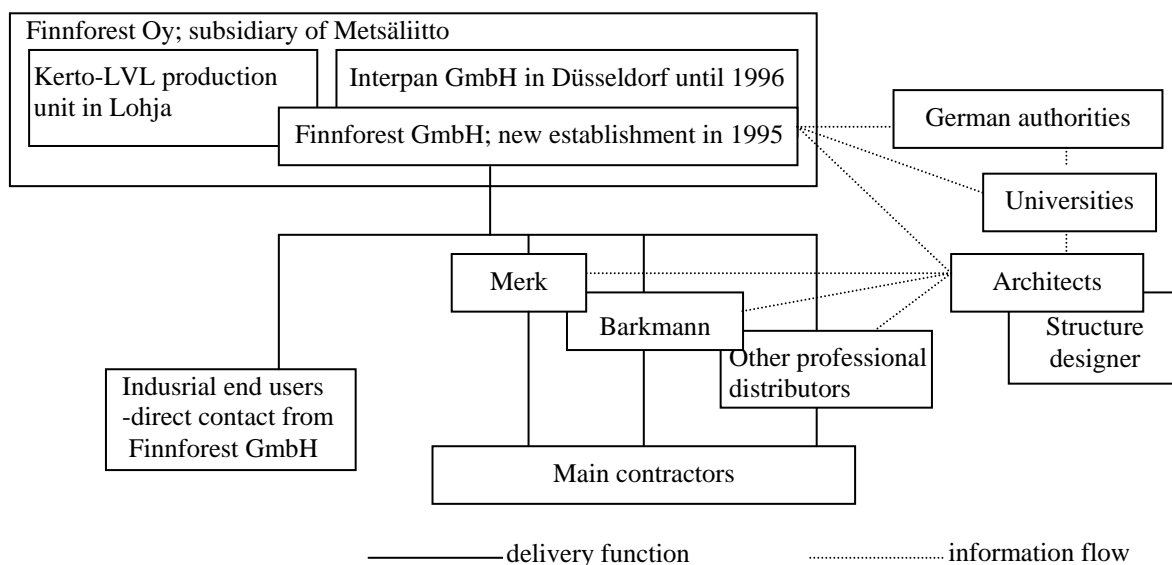 Finnforest Oy; subsidiary of Metsäliitto
Kerto-LVL production
unit in Lohja
Interpan GmbH in Düsseldorf until 1996
Finnforest GmbH; new establishment in 1995
German authorities
Universities
Architects
Structure
designer
Merk
Barkmann
Other professional
distributors
Indusrial end users
-direct contact from
Finnforest GmbH
Main contractors
delivery function
information flow